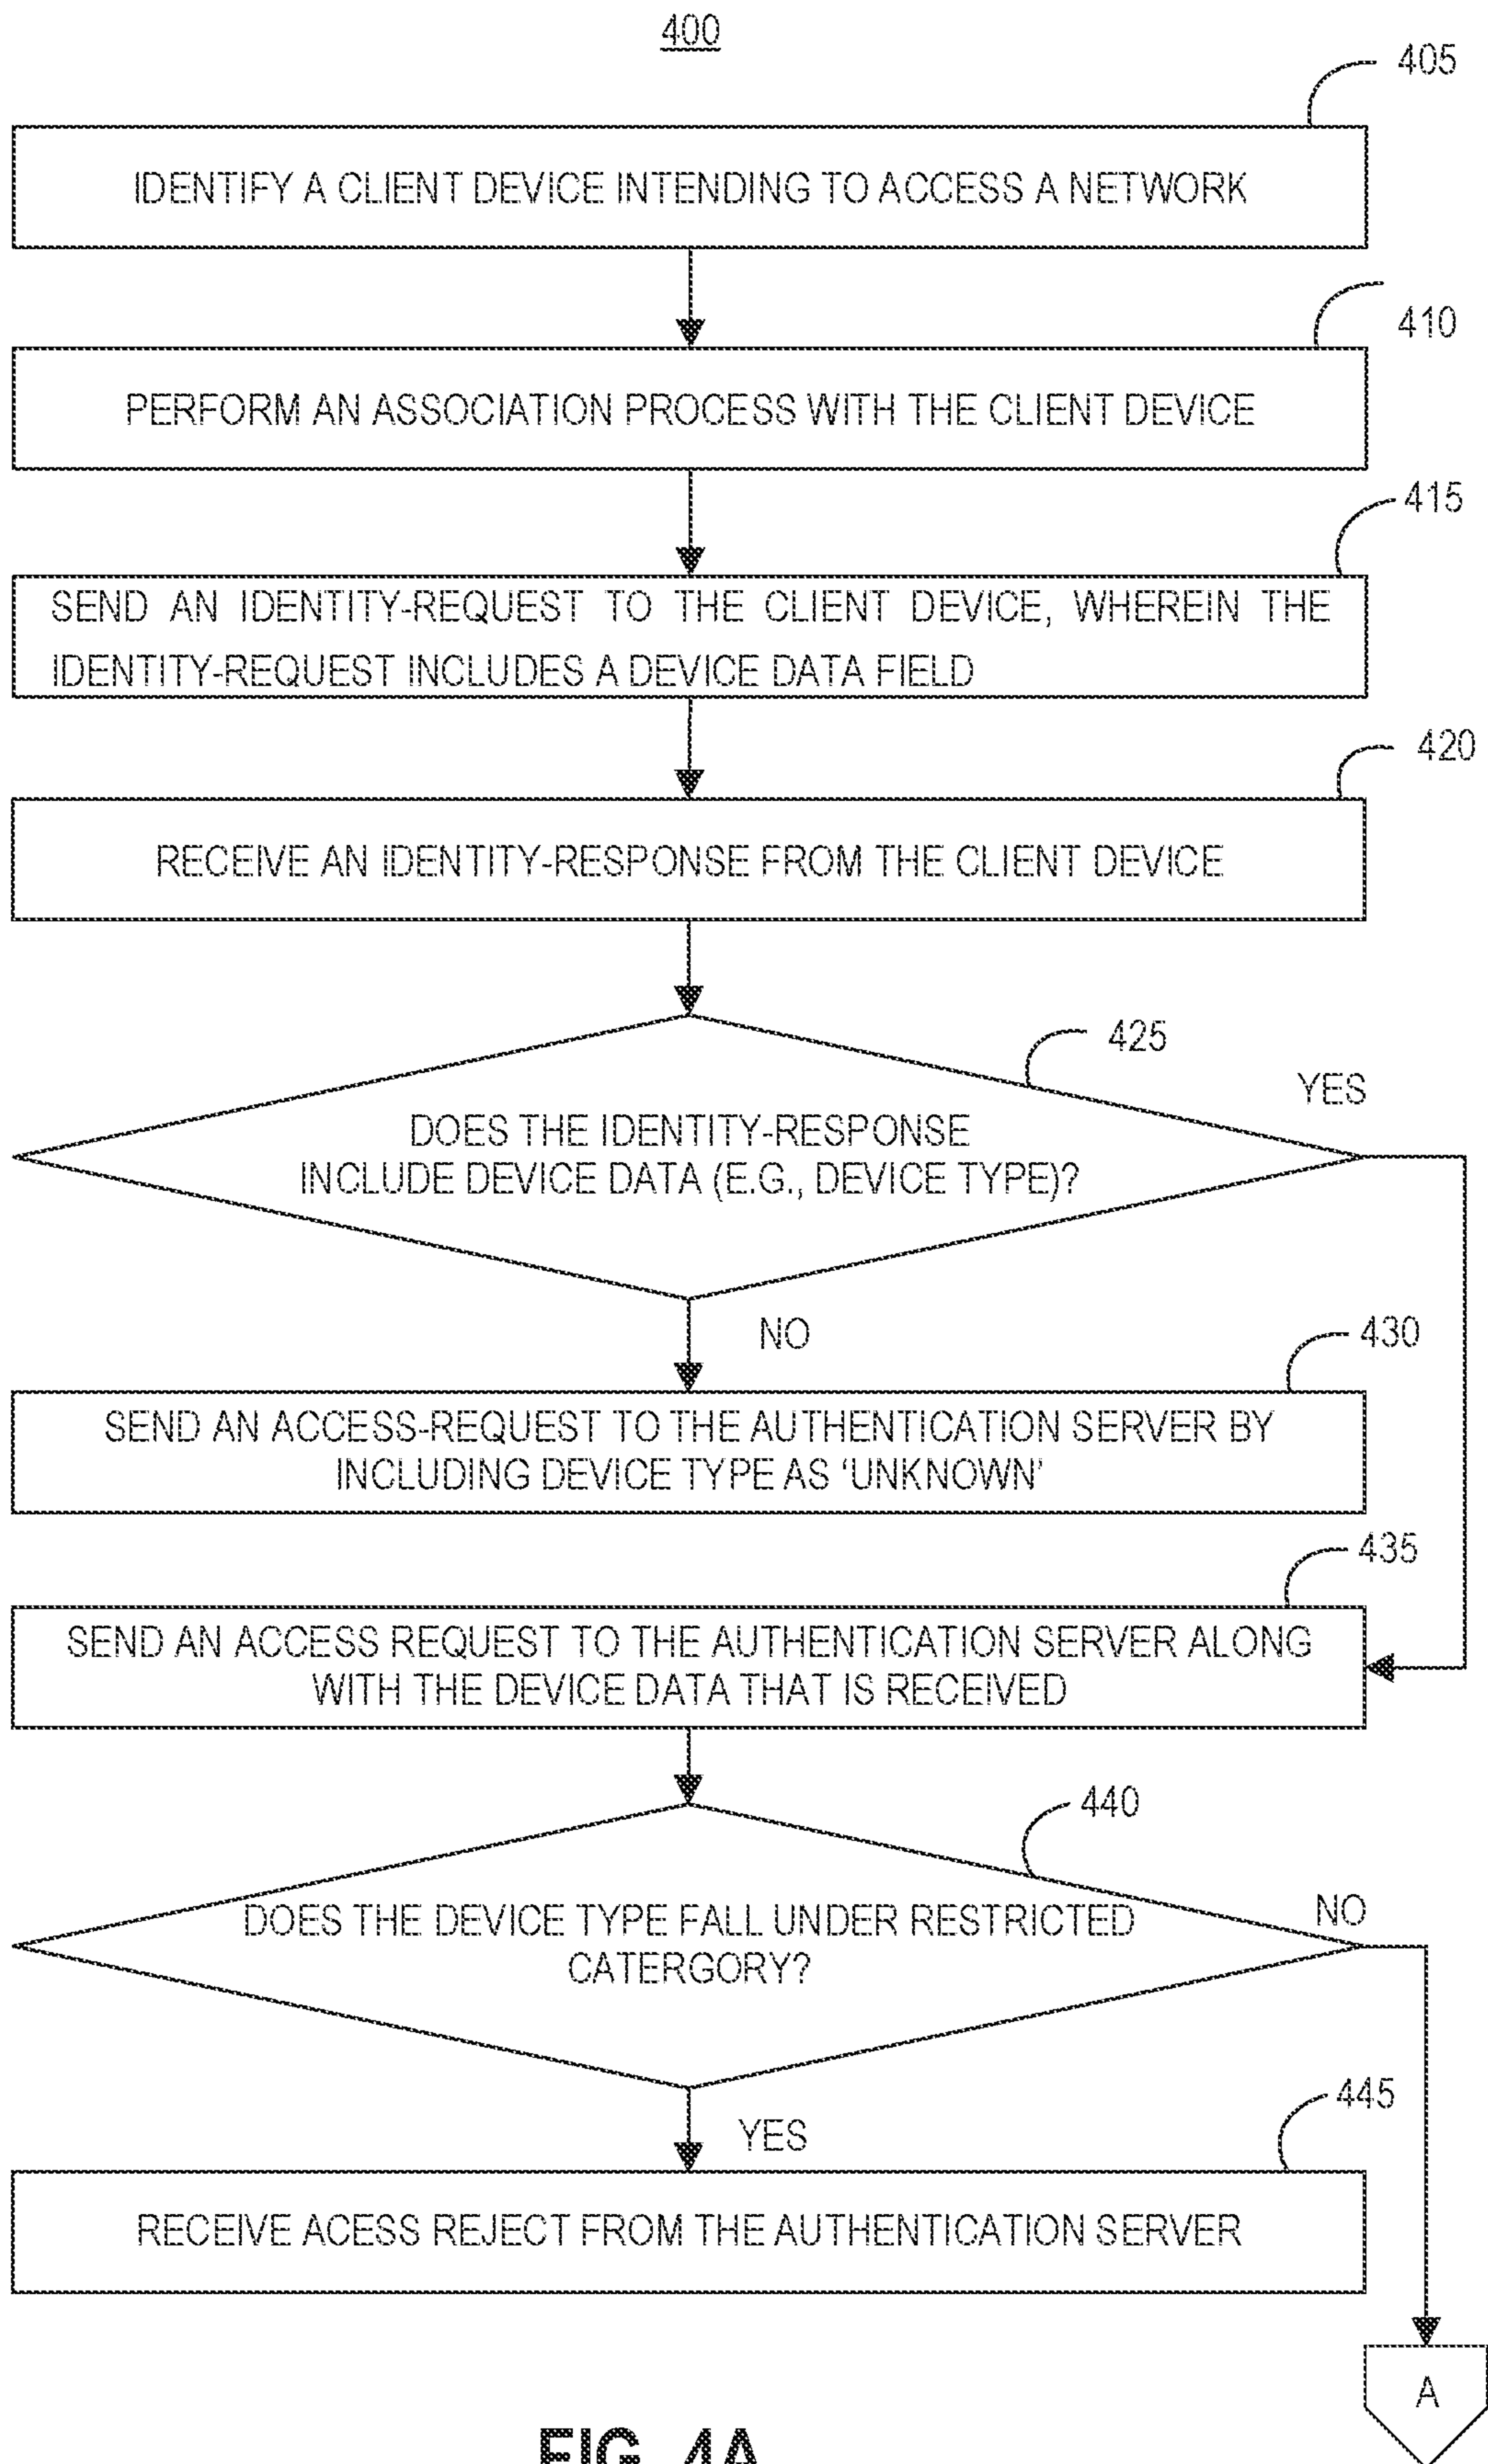 400
405
IDENTIFY A CLIENT DEVICE INTENDING TO ACCESS A NETWORK
410
PERFORM AN ASSOCIATION PROCESS WITH THE CLIENT DEVICE
415
SEND AN IDENTITY-REQUEST TO THE CLIENT DEVICE, WHEREIN THE
IDENTITY-REQUEST INCLUDES A DEVICE DATA FIELD
420
RECEIVE AN IDENTITY-RESPONSE FROM THE CLIENT DEVICE
425
YES
DOES THE IDENTITY-RESPONSE
INCLUDE DEVICE DATA (E.G., DEVICE TYPE)?
NO
430
SEND AN ACCESS-REQUEST TO THE AUTHENTICATION SERVER BY
INCLUDING DEVICE TYPE AS ‘UNKNOWN’
435
SEND AN ACCESS REQUEST TO THE AUTHENTICATION SERVER ALONG
WITH THE DEVICE DATA THAT IS RECEIVED
440
NO
DOES THE DEVICE TYPE FALL UNDER RESTRICTED
CATERGORY?
YES
445
RECEIVE ACESS REJECT FROM THE AUTHENTICATION SERVER
A
FIG. 4A